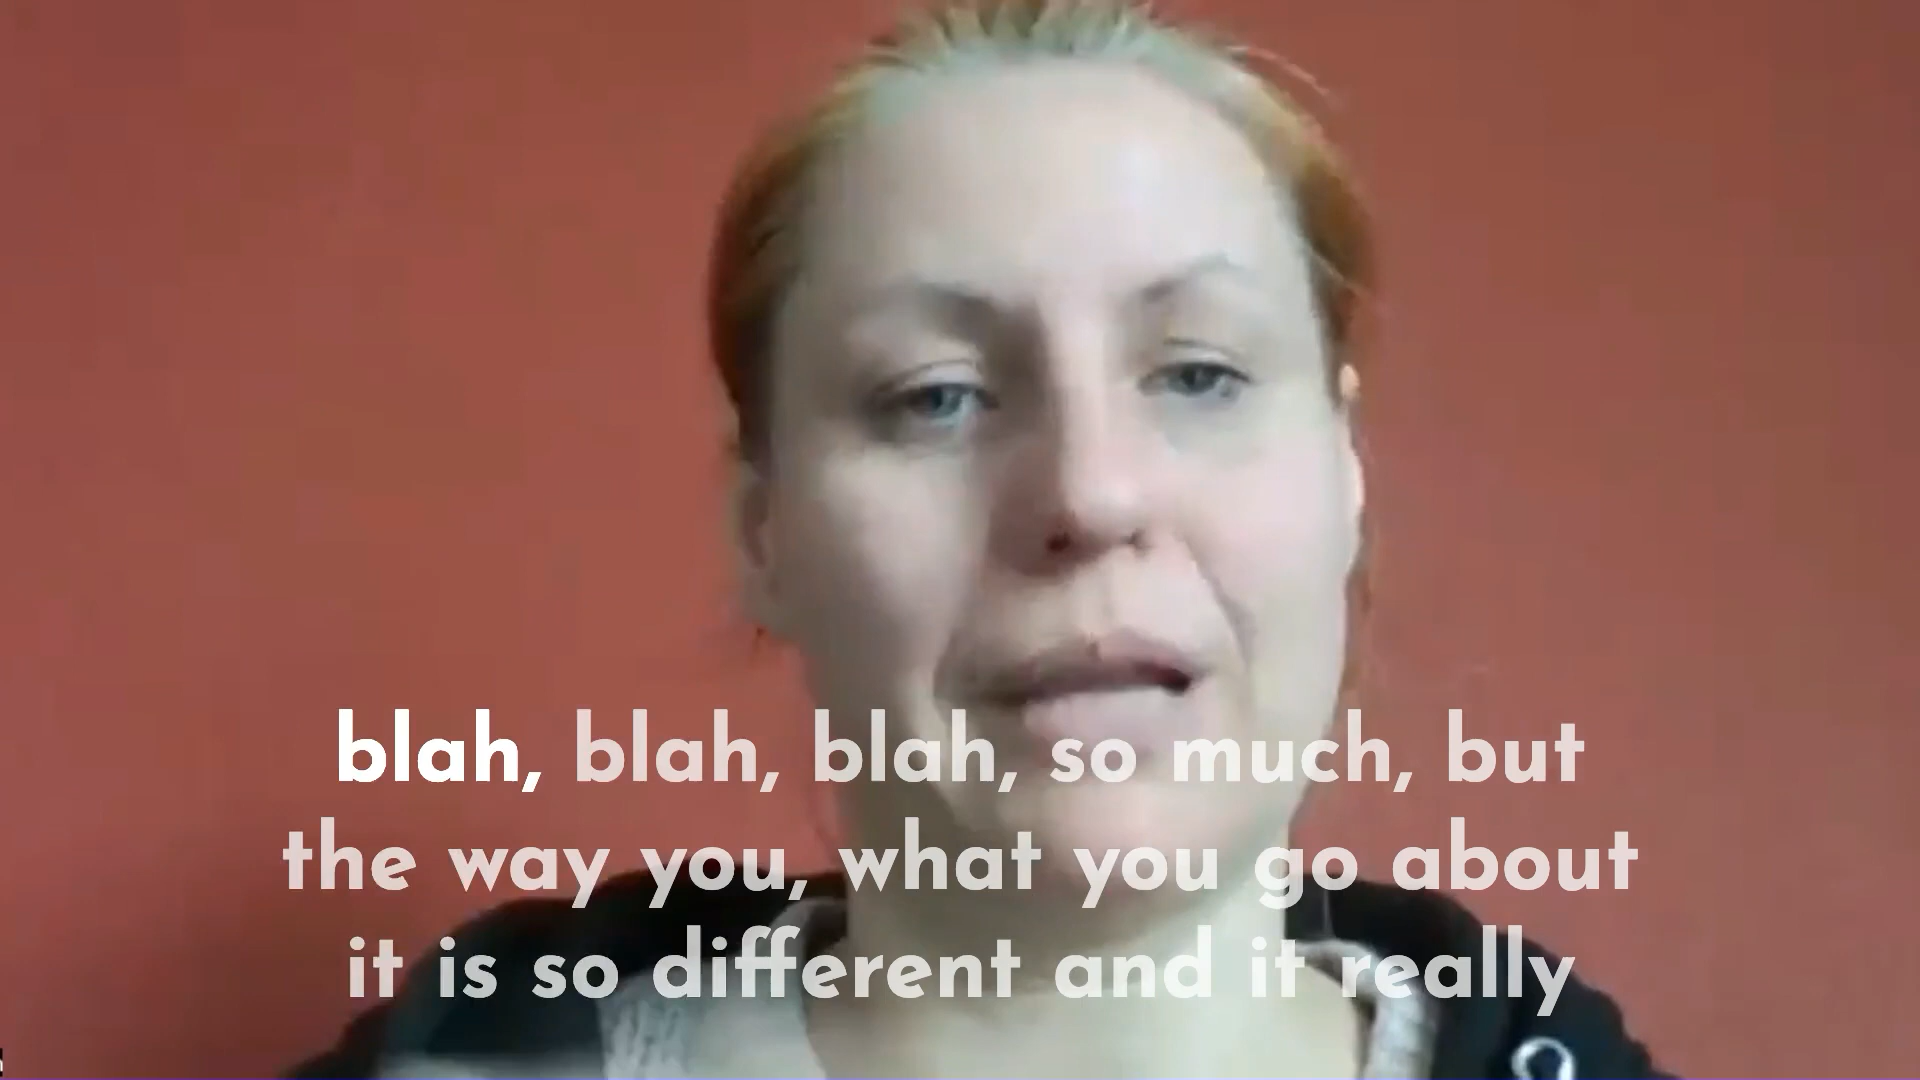 blah, blah, blah, so much, but
the way you, what you go about
it is so different and it really